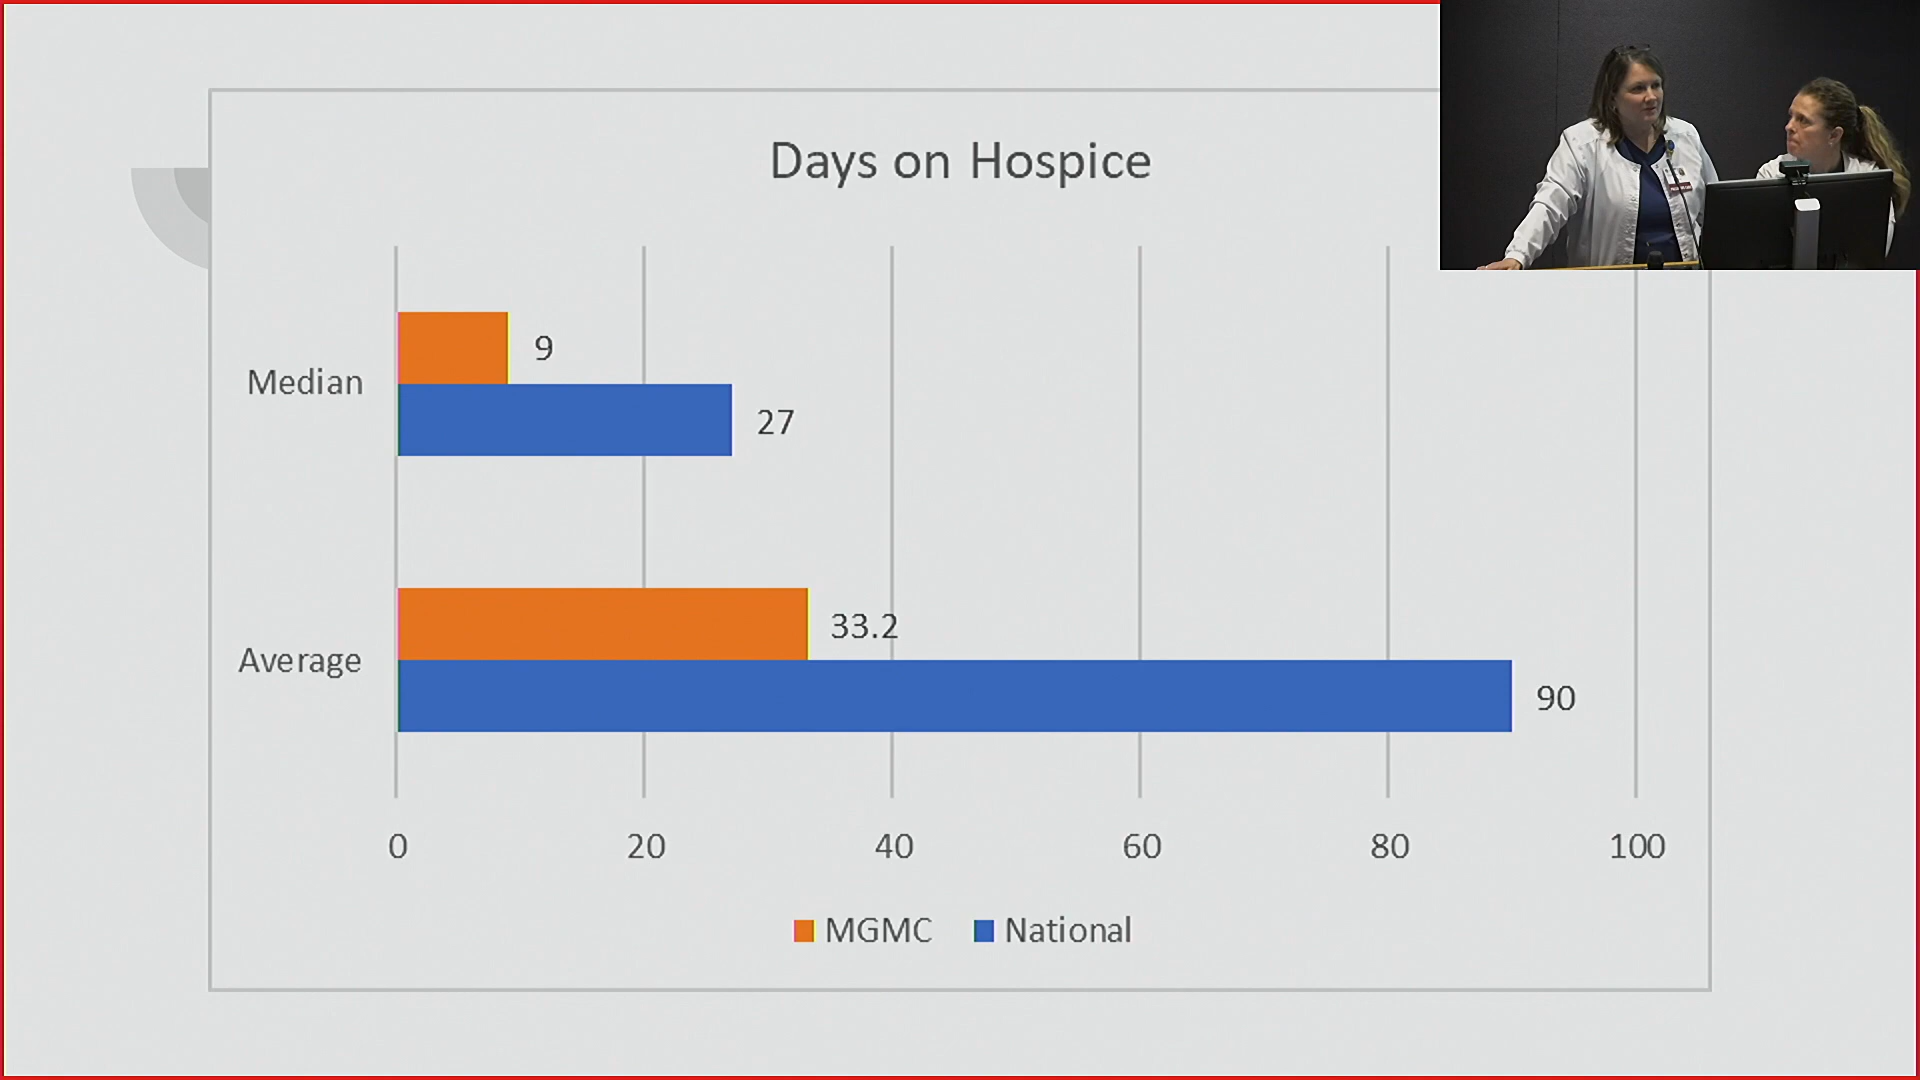 Days on Hospice
Median
9
27
Average
33.2
90
0 20 40 60 80 100
MGMC National